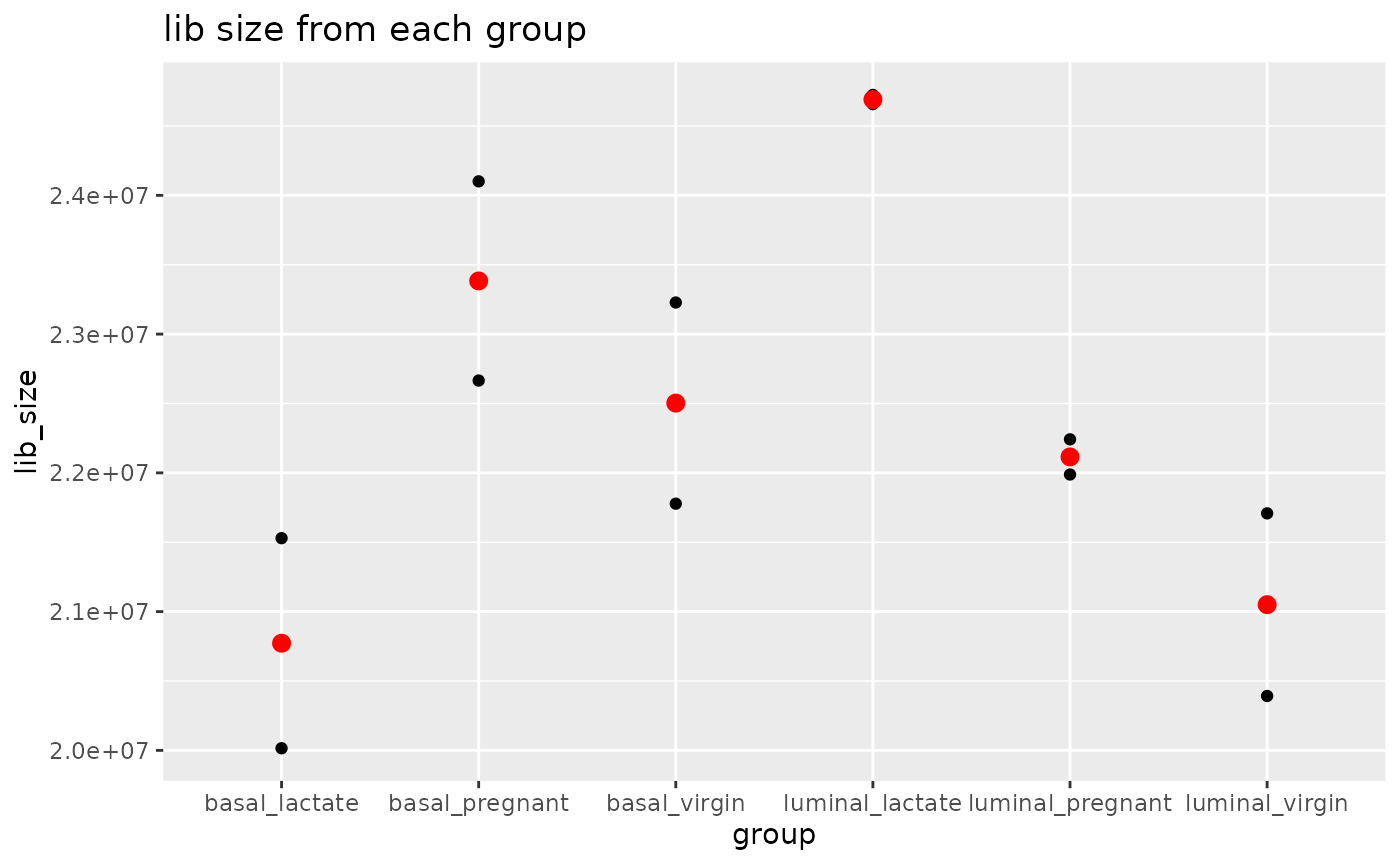 lib size from each group
lib_size
2.4e+07
2.3e+07
2.2e+07
2.1e+07
2.0e+07
basal_lactate basal_pregnant basal_virgin luminal_lactate luminal_pregnant luminal_virgin
group